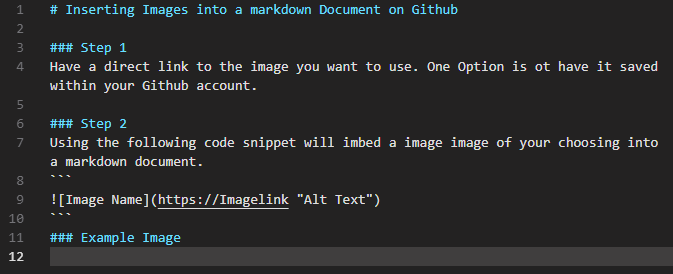 1 # Inserting Images into a markdown Document on Github
2
3 ### Step 1
4 Have a direct link to the image you want to use. One Option is ot have it saved
within your Github account.
5
6 ### Step 2
7 Using the following code snippet will imbed a image image of your choosing into
a markdown document.
8 ```
9 ![Image Name](https://Imagelink "Alt Text")
10 ```
11 ### Example Image
12